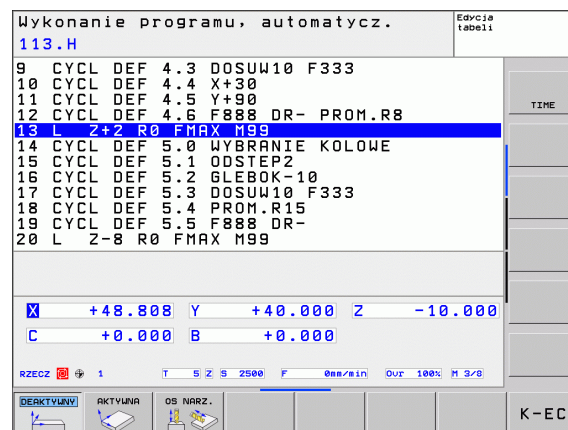 Wykonanie programu, automatycz.
Edycja
tabeli
113.H
9 CYCL DEF 4.3 DOSUW10 F333
10 CYCL DEF 4.4 X+30
11 CYCL DEF 4.5 Y+90
12 CYCL DEF 4.6 F888 DR- PROM.R8
13 L Z+2 R0 FMAX M99
14 CYCL DEF 5.0 WYBRANIE KOLOWE
15 CYCL DEF 5.1 ODSTEP2
16 CYCL DEF 5.2 GLEBOK-10
17 CYCL DEF 5.3 DOSUW10 F333
18 CYCL DEF 5.4 PROM.R15
19 CYCL DEF 5.5 F888 DR-
20 L Z-8 R0 FMAX M99
TIME
X +48.808 Y +40.000 Z -10.000
C +0.000 B +0.000
RZECZ 1 T 5 Z S 2500 F 0mm/min Ovr 100% M 3/8
DEAKTYWNY AKTYWNA OS NARZ.
K-EC